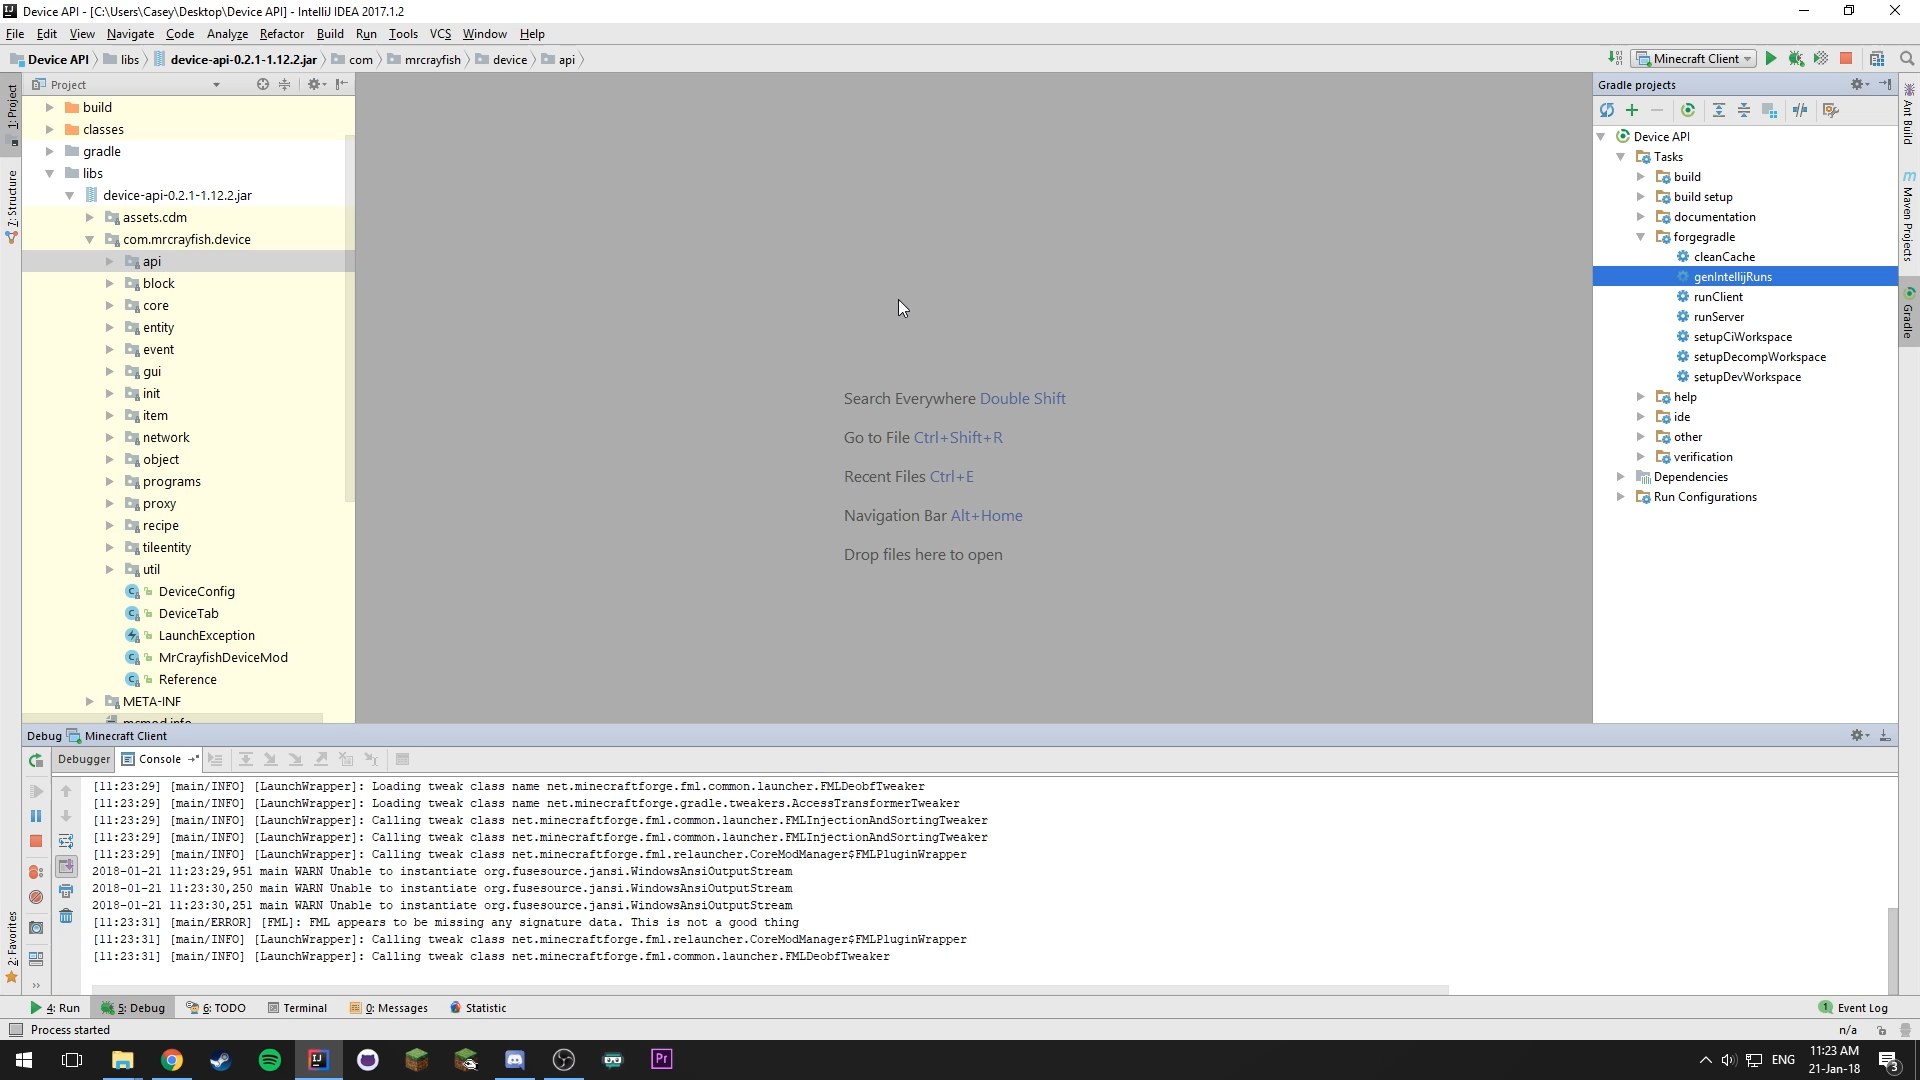 Device API - [C:\Users\Casey\Desktop\Device API] - IntelliJ IDEA 2017.1.2
File Edit View Navigate Code Analyze Refactor Build Run Tools VCS Window Help
Device API libs device-api-0.2.1-1.12.2.jar com mrcrayfish device api Minecraft Client
1: Project
7: Structure
2: Favorites
Project
build
classes
gradle
libs
device-api-0.2.1-1.12.2.jar
assets.cdm
com.mrcrayfish.device
api
block
core
entity
event
gui
init
item
network
object
programs
proxy
recipe
tileentity
util
DeviceConfig
DeviceTab
LaunchException
MrCrayfishDeviceMod
Reference
META-INF
mcmod.info
Search Everywhere Double Shift
Go to File Ctrl+Shift+R
Recent Files Ctrl+E
Navigation Bar Alt+Home
Drop files here to open
Gradle projects
Device API
Tasks
build
build setup
documentation
forgegradle
cleanCache
genIntellijRuns
runClient
runServer
setupCiWorkspace
setupDecompWorkspace
setupDevWorkspace
help
ide
other
verification
Dependencies
Run Configurations
Ant Build
Maven Projects
Gradle
Debug Minecraft Client
Debugger Console
[11:23:29] [main/INFO] [LaunchWrapper]: Loading tweak class name net.minecraftforge.fml.common.launcher.FMLDeobfTweaker
[11:23:29] [main/INFO] [LaunchWrapper]: Loading tweak class name net.minecraftforge.gradle.tweakers.AccessTransformerTweaker
[11:23:29] [main/INFO] [LaunchWrapper]: Calling tweak class net.minecraftforge.fml.common.launcher.FMLInjectionAndSortingTweaker
[11:23:29] [main/INFO] [LaunchWrapper]: Calling tweak class net.minecraftforge.fml.common.launcher.FMLInjectionAndSortingTweaker
[11:23:29] [main/INFO] [LaunchWrapper]: Calling tweak class net.minecraftforge.fml.relauncher.CoreModManager$FMLPluginWrapper
2018-01-21 11:23:29,951 main WARN Unable to instantiate org.fusesource.jansi.WindowsAnsiOutputStream
2018-01-21 11:23:30,250 main WARN Unable to instantiate org.fusesource.jansi.WindowsAnsiOutputStream
2018-01-21 11:23:30,251 main WARN Unable to instantiate org.fusesource.jansi.WindowsAnsiOutputStream
[11:23:31] [main/ERROR] [FML]: FML appears to be missing any signature data. This is not a good thing
[11:23:31] [main/INFO] [LaunchWrapper]: Calling tweak class net.minecraftforge.fml.relauncher.CoreModManager$FMLPluginWrapper
[11:23:31] [main/INFO] [LaunchWrapper]: Calling tweak class net.minecraftforge.fml.common.launcher.FMLDeobfTweaker
4: Run 5: Debug 6: TODO Terminal 0: Messages Statistic 1 Event Log
Process started n/a
Pr ENG 11:23 AM
21-Jan-18 3